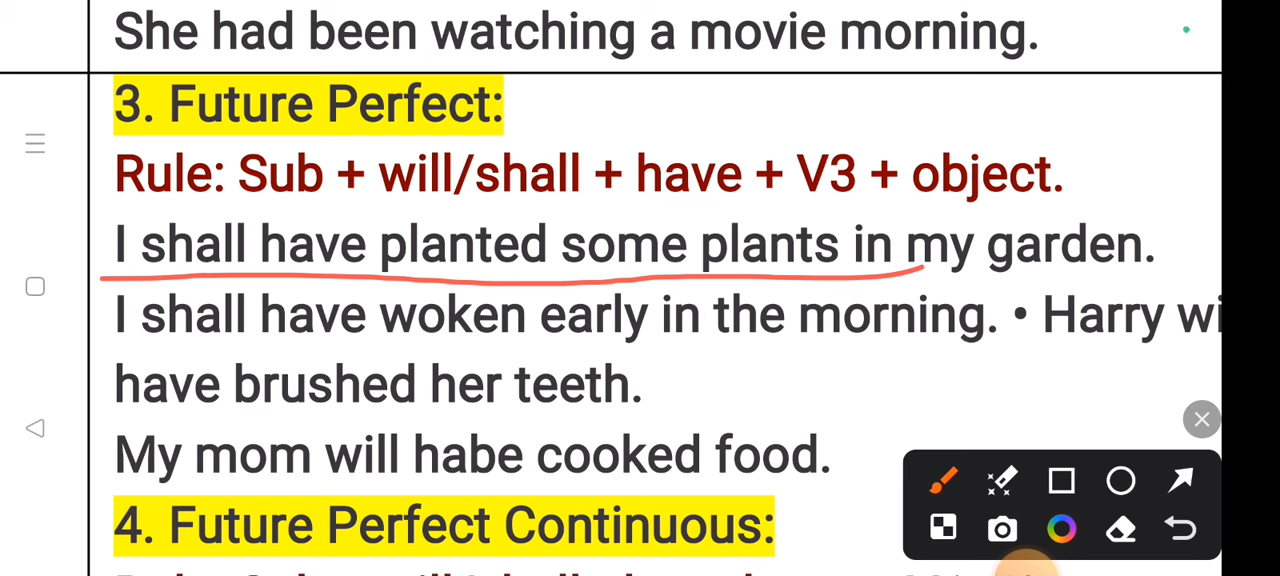 She had been watching a movie morning.
3. Future Perfect:
Rule: Sub + will/shall + have + V3 + object.
I shall have planted some plants in my garden.
I shall have woken early in the morning. • Harry
have brushed her teeth.
My mom will habe cooked food.
4. Future Perfect Continuous: